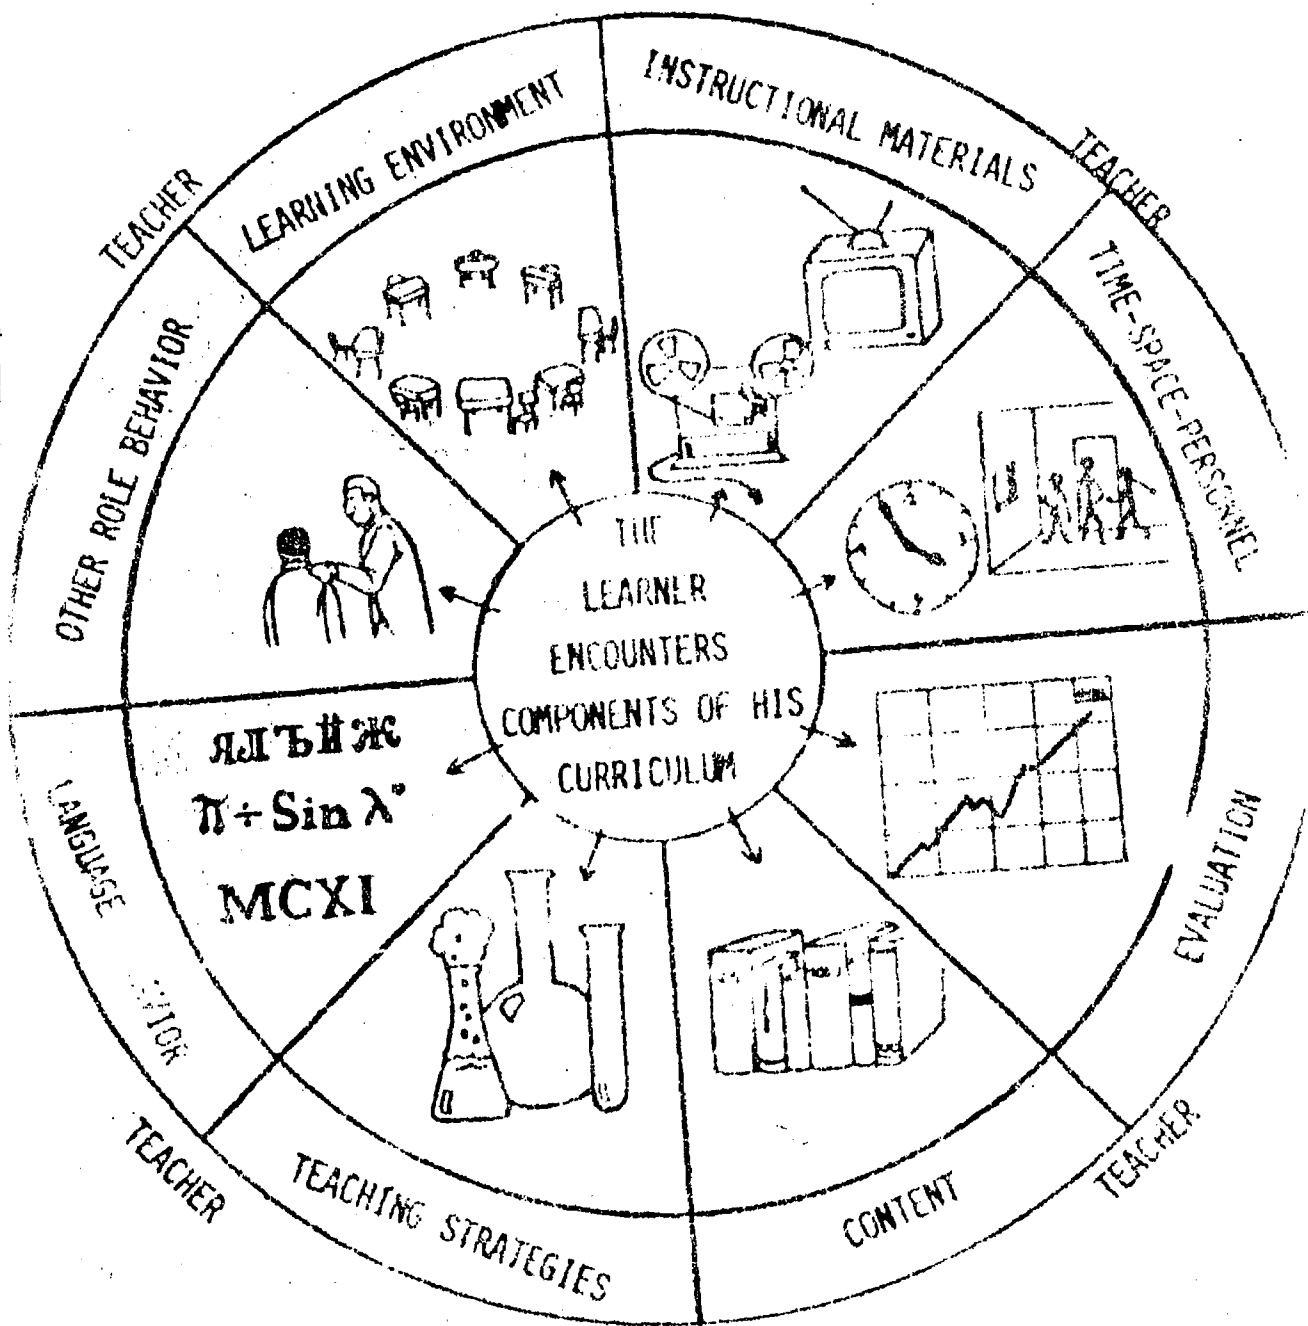 TEACHER
LEARNING ENVIRONMENT
INSTRUCTIONAL MATERIALS
TEACHER
TIME-SPACE-PERSONNEL
OTHER ROLE BEHAVIOR
THE
LEARNER
ENCOUNTERS
COMPONENTS OF HIS
CURRICULUM
ЯЛЪ
π÷Sin λ°
MCXI
LANGUAGE
EVALUATION
TEACHER
TEACHING STRATEGIES
CONTENT
TEACHER